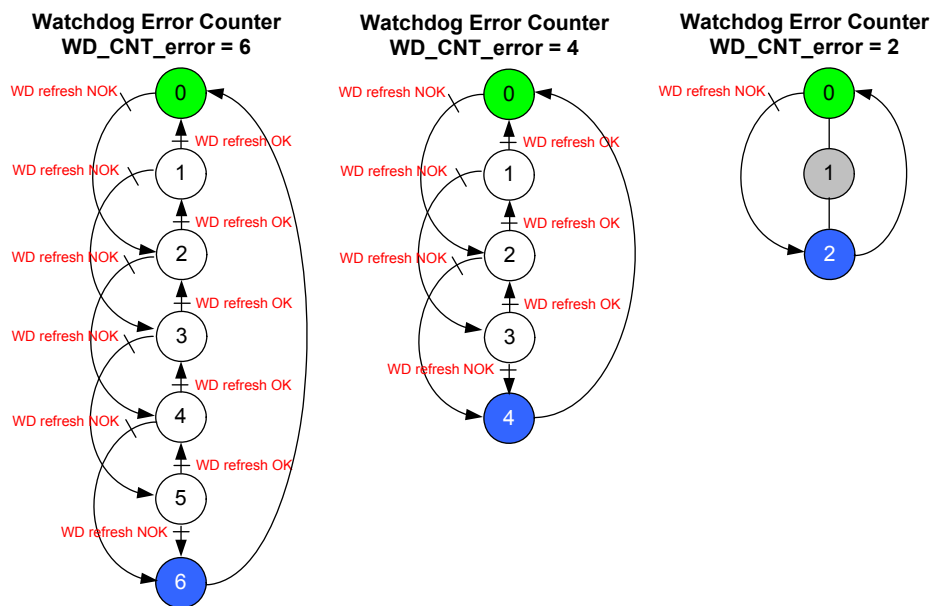 Watchdog Error Counter
WD_CNT_error = 6
WD refresh NOK
0
WD refresh OK
WD refresh NOK
1
WD refresh OK
2
WD refresh NOK
WD refresh OK
WD refresh NOK
3
WD refresh OK
4
WD refresh NOK
WD refresh OK
5
WD refresh NOK
6
Watchdog Error Counter
WD_CNT_error = 4
WD refresh NOK
0
WD refresh OK
WD refresh NOK
1
WD refresh OK
2
WD refresh NOK
WD refresh OK
3
WD refresh NOK
4
Watchdog Error Counter
WD_CNT_error = 2
WD refresh NOK
0
1
2